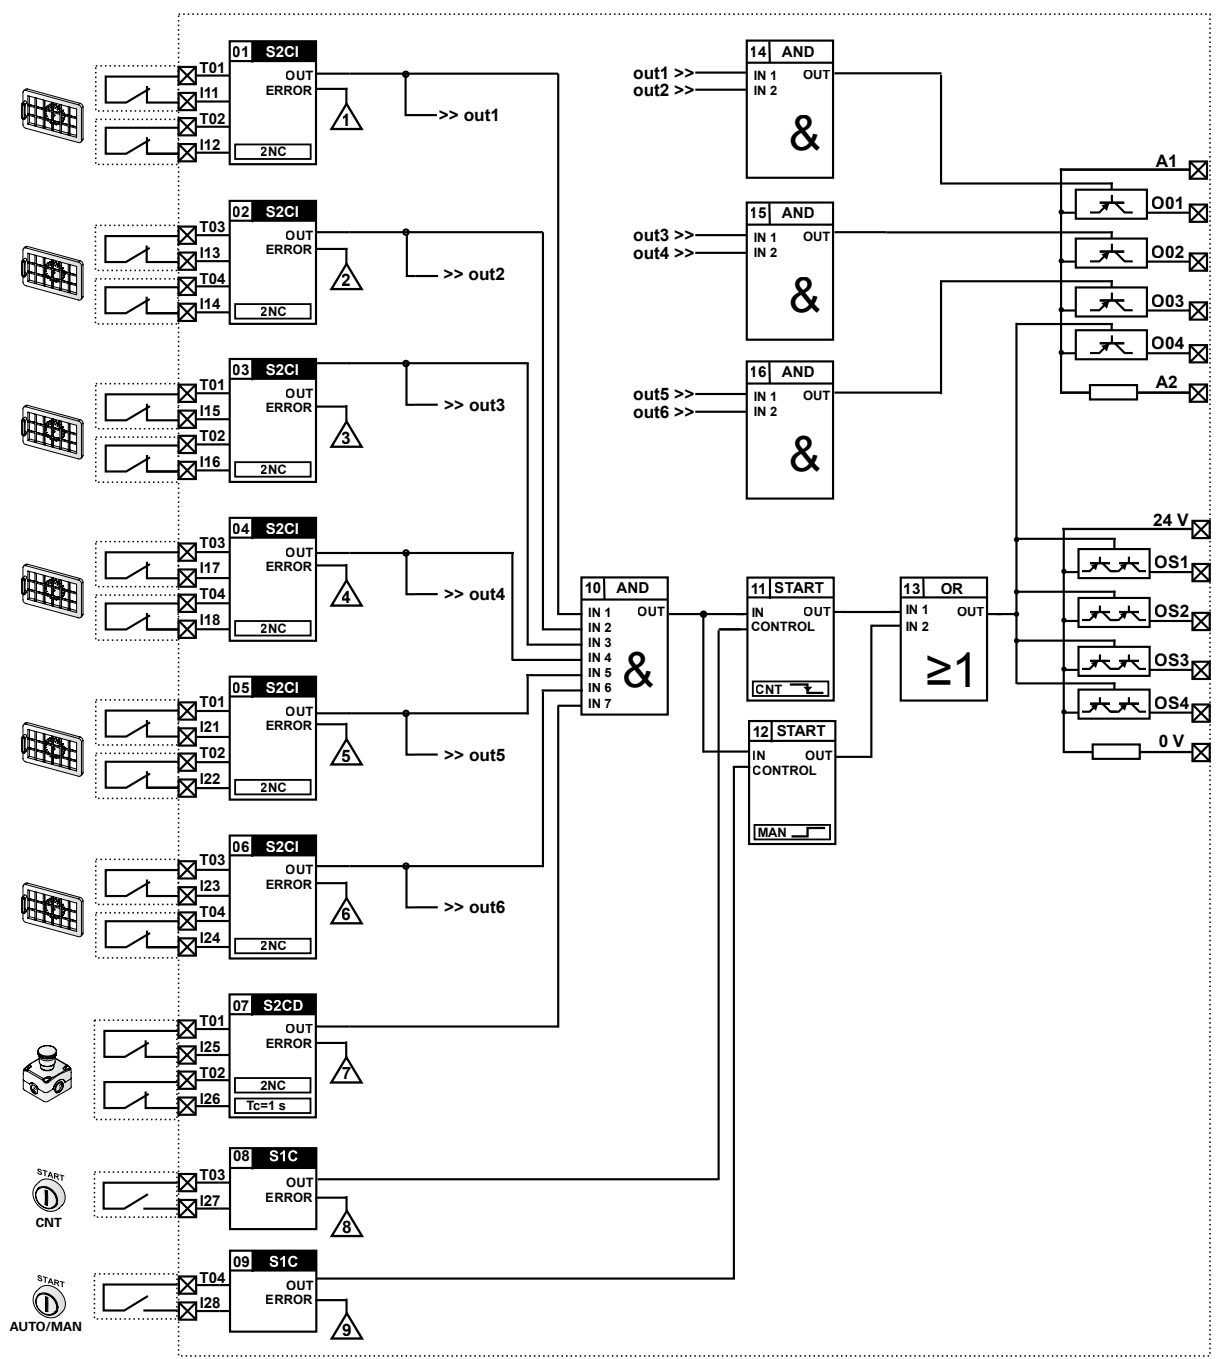 01 S2CI
T01
OUT
I11
ERROR
1
T02
I12
2NC
>> out1
02 S2CI
T03
OUT
I13
ERROR
2
T04
I14
2NC
>> out2
03 S2CI
T01
OUT
I15
ERROR
3
T02
I16
2NC
>> out3
04 S2CI
T03
OUT
I17
ERROR
4
T04
I18
2NC
>> out4
05 S2CI
T01
OUT
I21
ERROR
5
T02
I22
2NC
>> out5
06 S2CI
T03
OUT
I23
ERROR
6
T04
I24
2NC
>> out6
07 S2CD
T01
OUT
I25
ERROR
7
T02
I26
2NC
Tc=1 s
START
CNT
08 S1C
T03
OUT
I27
ERROR
8
START
AUTO/MAN
09 S1C
T04
OUT
I28
ERROR
9
10 AND
IN 1 OUT
IN 2
IN 3
IN 4
IN 5
IN 6
IN 7
&
11 START
IN OUT
CONTROL
CNT
12 START
IN OUT
CONTROL
MAN
13 OR
IN 1 OUT
IN 2
≥1
14 AND
out1 >> IN 1 OUT
out2 >> IN 2
&
15 AND
out3 >> IN 1 OUT
out4 >> IN 2
&
16 AND
out5 >> IN 1 OUT
out6 >> IN 2
&
A1
O01
O02
O03
O04
A2
24 V
OS1
OS2
OS3
OS4
0 V